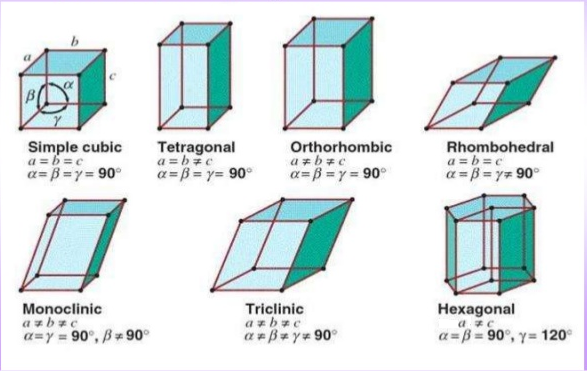 a
b
c
α
β
γ
Simple cubic
a = b = c
α= β = γ = 90°
Tetragonal
a = b ≠ c
α = β = γ = 90°
Orthorhombic
a ≠ b ≠ c
α = β = γ = 90°
Rhombohedral
a = b = c
α = β = γ ≠ 90°
Monoclinic
a ≠ b ≠ c
α = γ = 90°, β ≠ 90°
Triclinic
a ≠ b ≠ c
α ≠ β ≠ γ ≠ 90°
Hexagonal
a ≠ c
α = β = 90°, γ = 120°